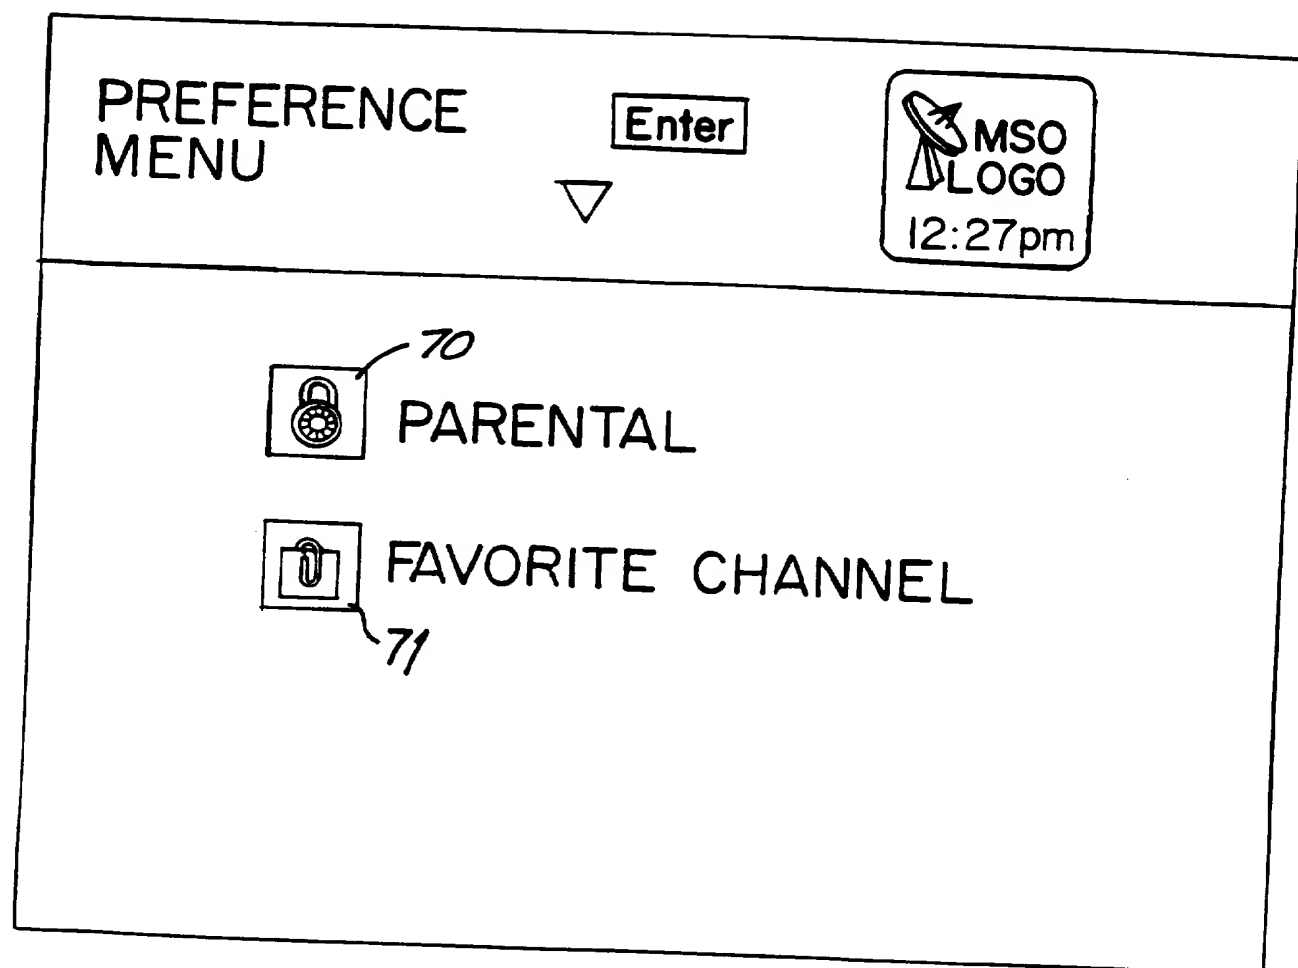 PREFERENCE
MENU
Enter
MSO
LOGO
12:27pm
70
PARENTAL
FAVORITE CHANNEL
71